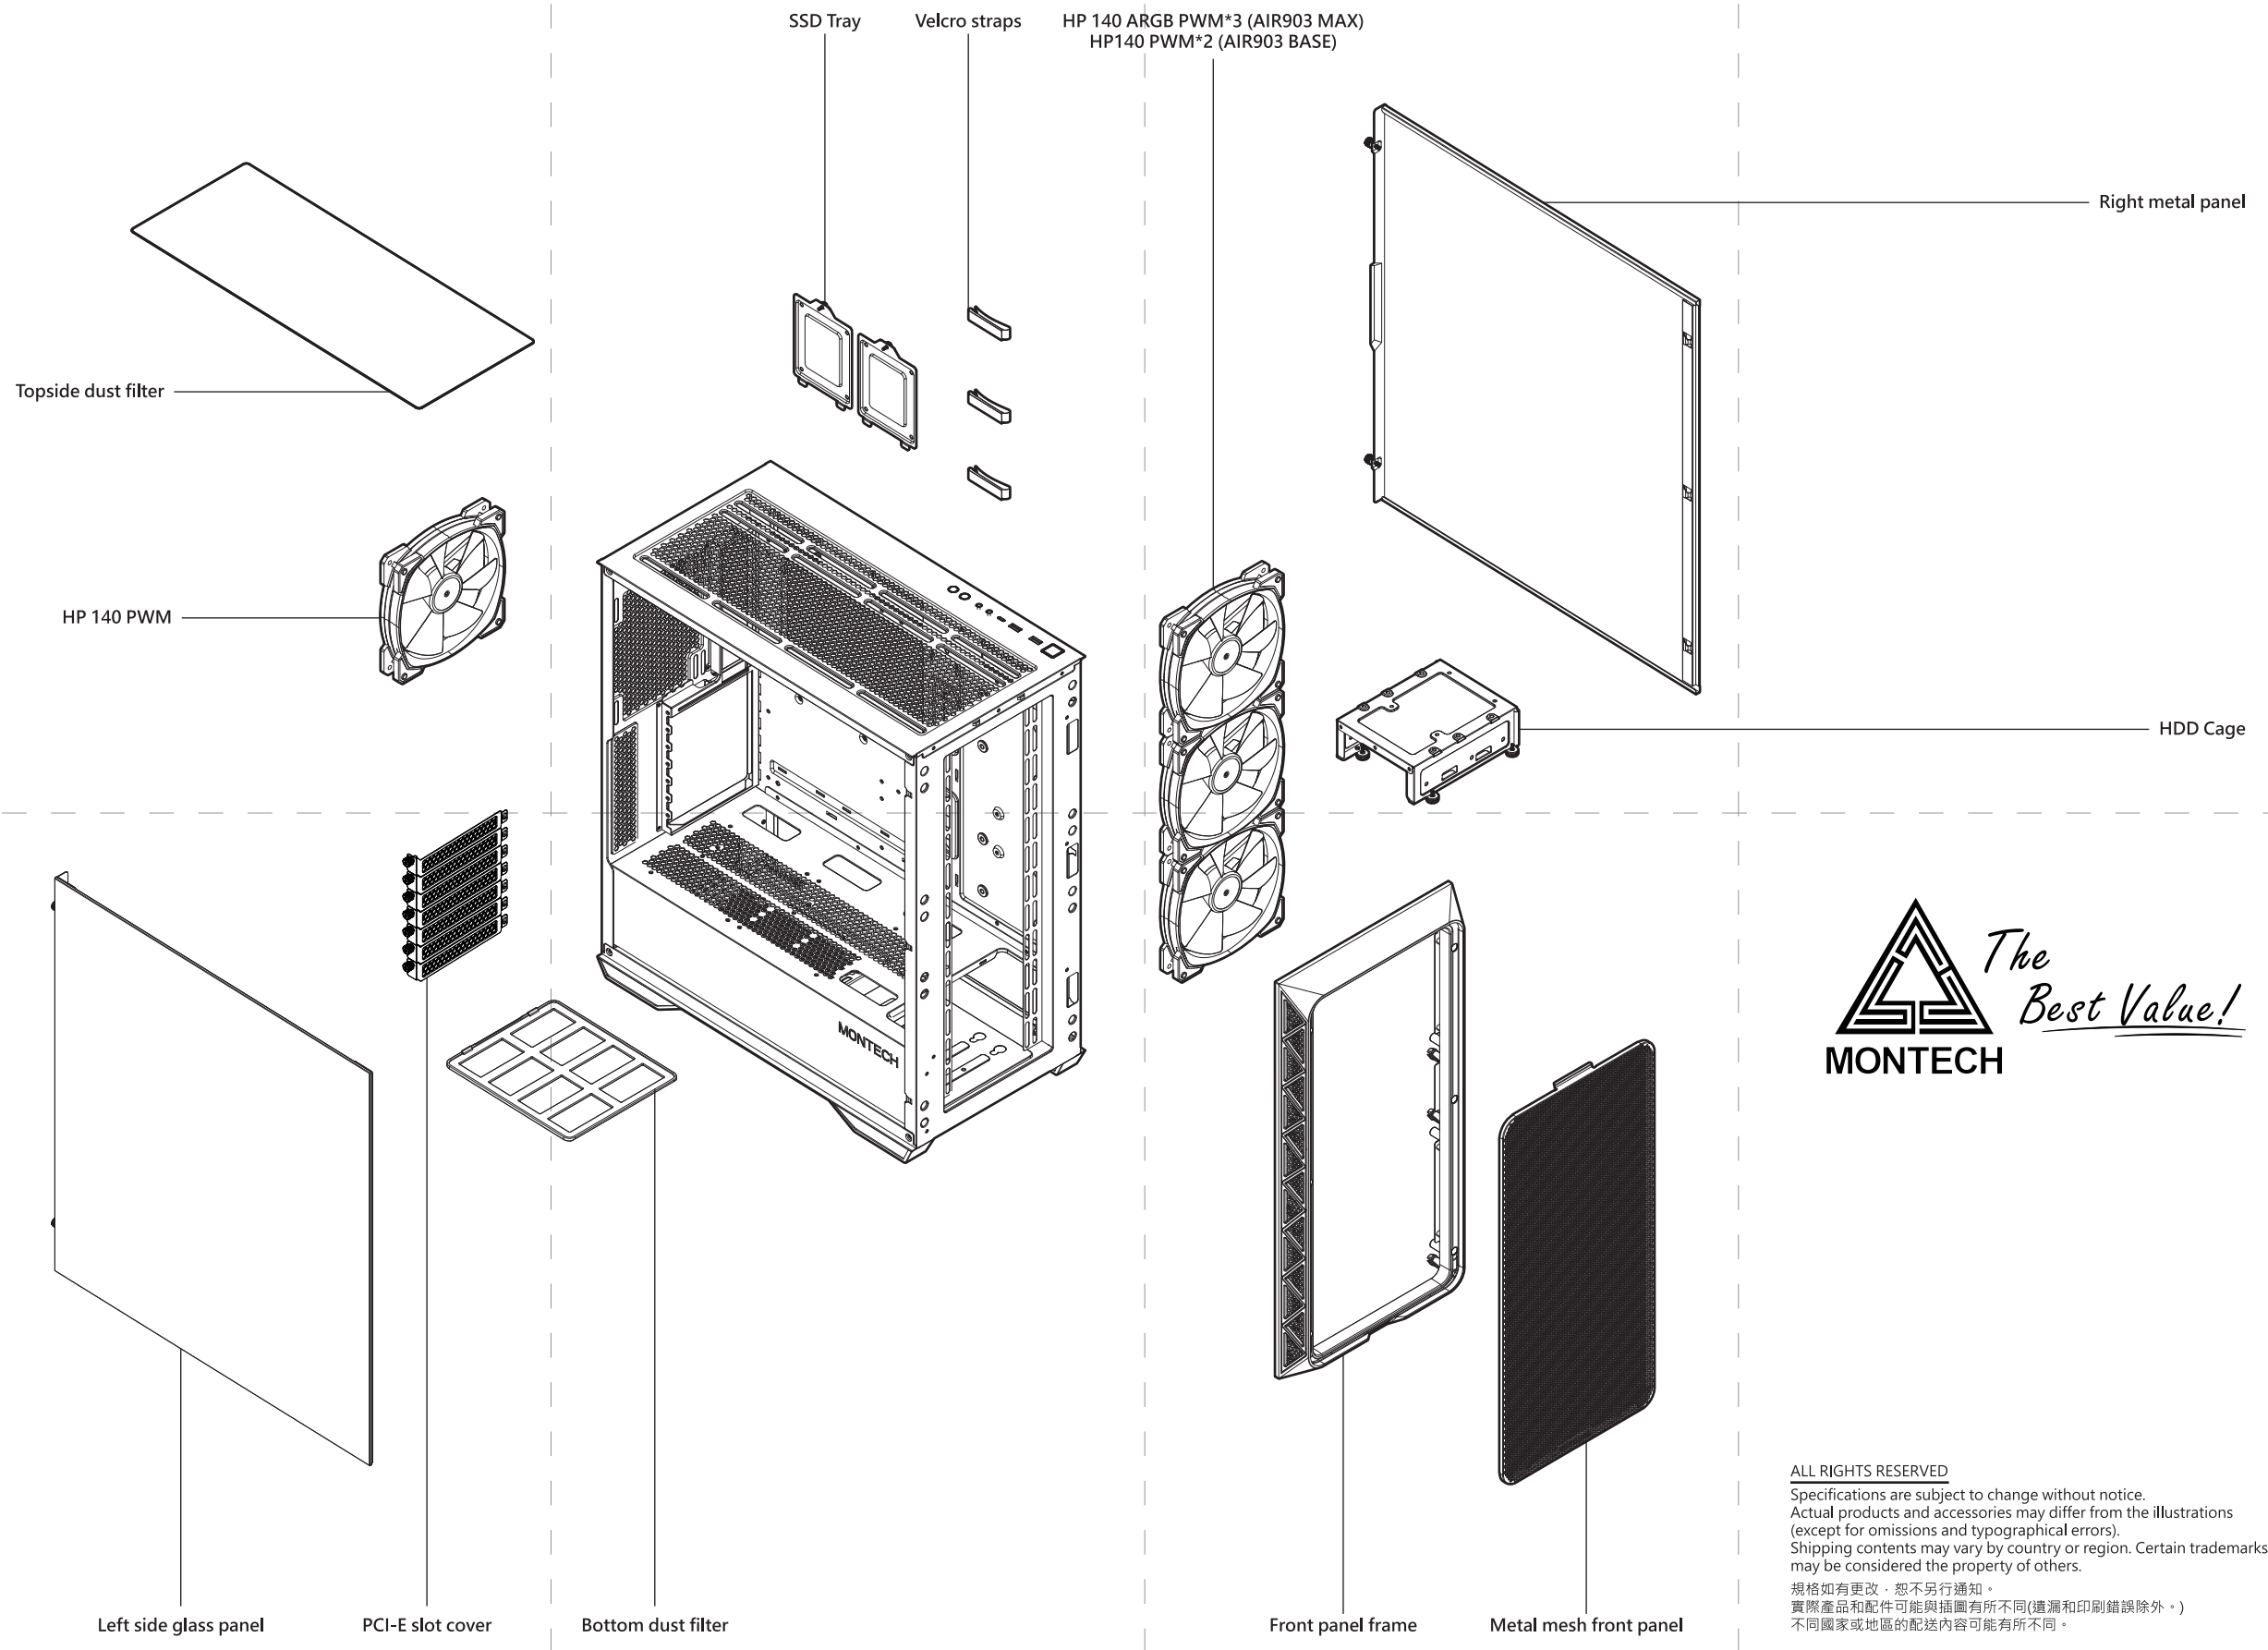 SSD Tray
Velcro straps
HP 140 ARGB PWM*3 (AIR903 MAX)
HP140 PWM*2 (AIR903 BASE)
Right metal panel
Topside dust filter
HP 140 PWM
HDD Cage
MONTECH
The
Best Value!
MONTECH
Left side glass panel
PCI-E slot cover
Bottom dust filter
Front panel frame
Metal mesh front panel
ALL RIGHTS RESERVED
Specifications are subject to change without notice.
Actual products and accessories may differ from the illustrations
(except for omissions and typographical errors).
Shipping contents may vary by country or region. Certain trademarks
may be considered the property of others.
規格如有更改,恕不另行通知。
實際產品和配件可能與插圖有所不同(遺漏和印刷錯誤除外。)
不同國家或地區的配送內容可能有所不同。